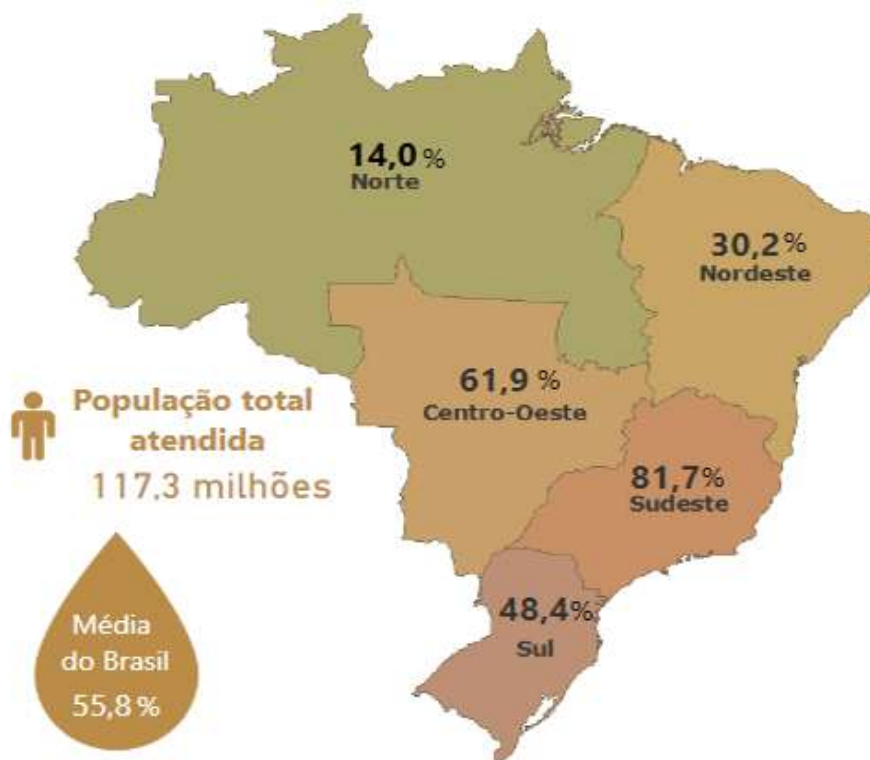 14,0 %
Norte
30,2 %
Nordeste
61,9 %
Centro-Oeste
População total
atendida
117,3 milhões
81,7%
Sudeste
48,4%
Sul
Média
do Brasil
55,8 %